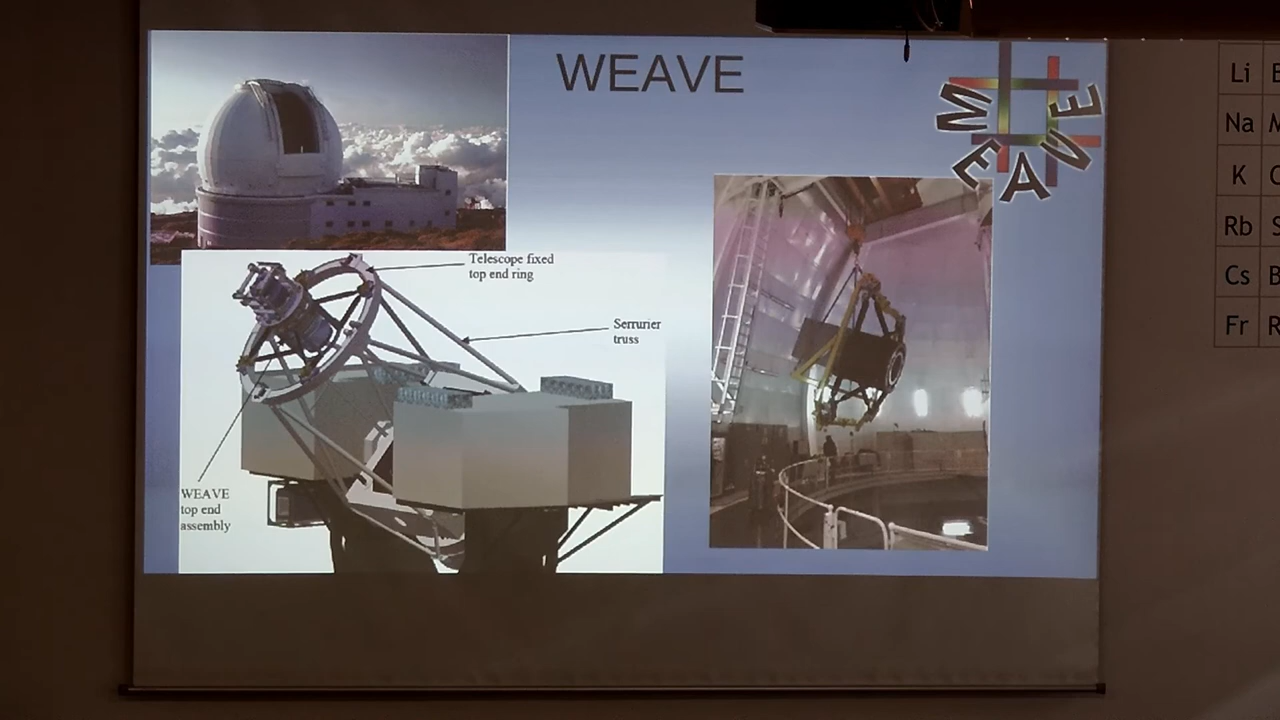 WEAVE
WEAVE
Telescope fixed
top end ring
Serrurier
truss
WEAVE
top end
assembly
Li
Na
K
Rb
Cs
Fr